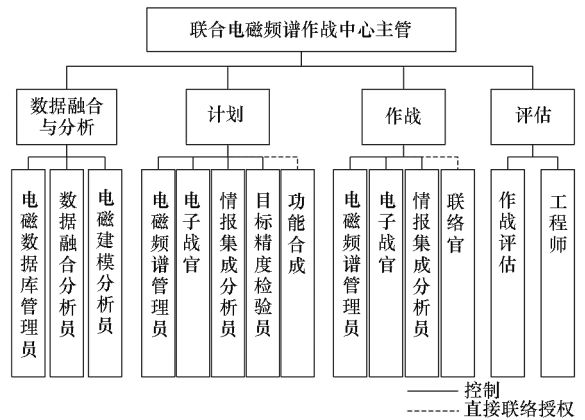 联合电磁频谱作战中心主管
数据融合
与分析
计划
作战
评估
电磁数据库管理员
数据融合分析员
电磁建模分析员
电磁频谱管理员
电子战官
情报集成分析员
目标精度检验员
功能合成
电磁频谱管理员
电子战官
情报集成分析员
联络官
作战评估
工程师
控制
直接联络授权